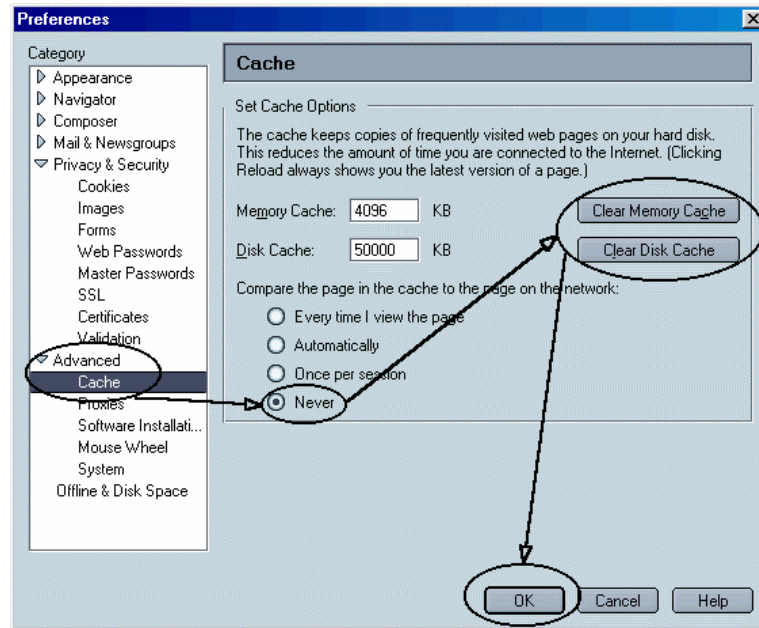 Preferences
Category
Appearance
Navigator
Composer
Mail & Newsgroups
Privacy & Security
Cookies
Images
Forms
Web Passwords
Master Passwords
SSL
Certificates
Validation
Advanced
Cache
Proxies
Software Installati...
Mouse Wheel
System
Offline & Disk Space
Cache
Set Cache Options
The cache keeps copies of frequently visited web pages on your hard disk.
This reduces the amount of time you are connected to the Internet. (Clicking
Reload always shows you the latest version of a page.)
Memory Cache: 4096 KB Clear Memory Cache
Disk Cache: 50000 KB Clear Disk Cache
Compare the page in the cache to the page on the network:
Every time I view the page
Automatically
Once per session
Never
OK Cancel Help